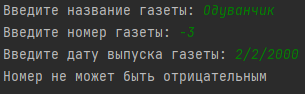 Введите название газеты: Одуванчик
Введите номер газеты: -3
Введите дату выпуска газеты: 2/2/2000
Номер не может быть отрицательным